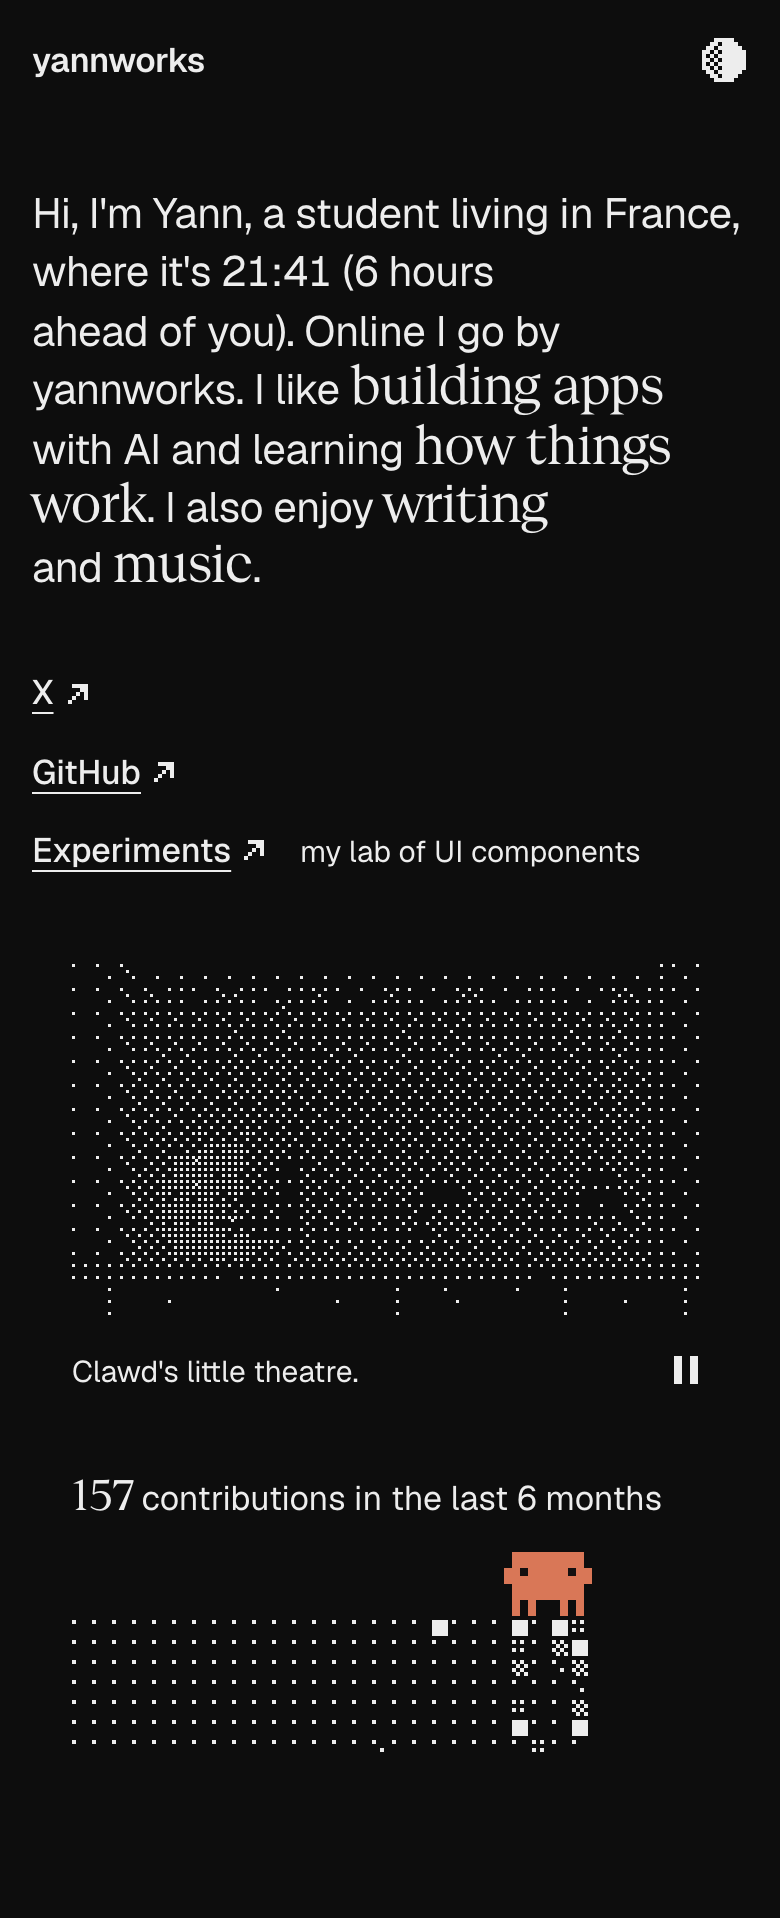 yannworks
Hi, I'm Yann, a student living in France,
where it's 21:41 (6 hours
ahead of you). Online I go by
yannworks. I like building apps
with AI and learning how things
work. I also enjoy writing
and music.
X
GitHub
Experiments my lab of UI components
Clawd's little theatre.
157 contributions in the last 6 months